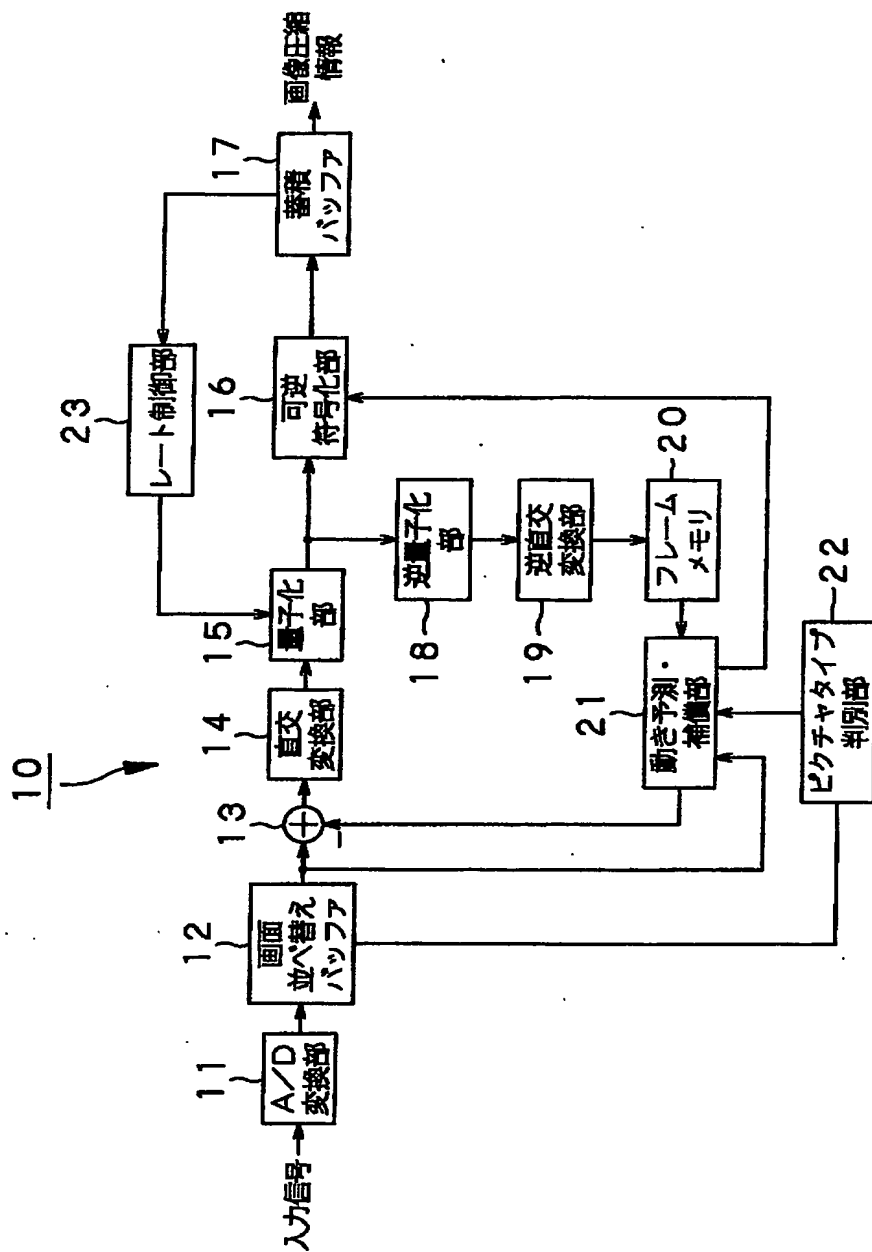 10
入力信号
11
A/D
変換部
12
画面
並べ替え
バッファ
13
+
−
14
直交
変換部
15
量子化
部
16
可逆
符号化部
17
蓄積
バッファ
画像圧縮
情報
23
レート制御部
18
逆量子化
部
19
逆直交
変換部
20
フレーム
メモリ
21
動き予測・
補償部
22
ピクチャタイプ
判別部